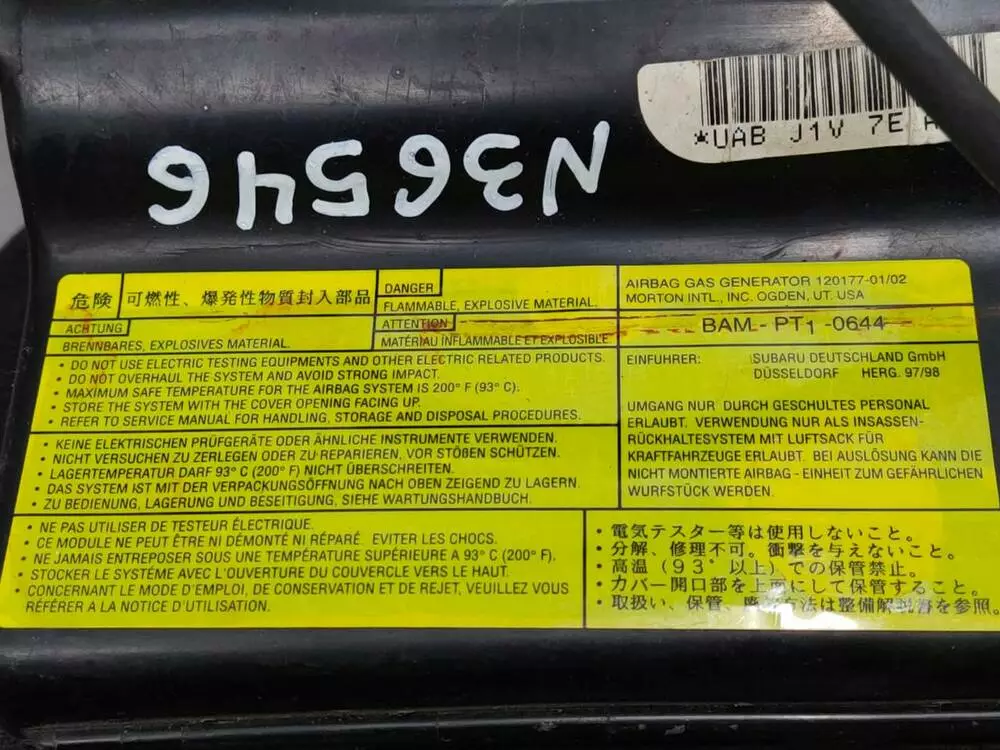 *UAB J1V 7E
N36546
危険 可燃性、爆発性物質封入部品
ACHTUNG
BRENNBARES, EXPLOSIVES MATERIAL.
DANGER
FLAMMABLE, EXPLOSIVE MATERIAL.
ATTENTION
MATÉRIAU INFLAMMABLE ET EXPLOSIBLE
AIRBAG GAS GENERATOR 120177-01/02
MORTON INTL., INC. OGDEN, UT. USA
BAM - PT1 -0644
• DO NOT USE ELECTRIC TESTING EQUIPMENTS AND OTHER ELECTRIC RELATED PRODUCTS.
• DO NOT OVERHAUL THE SYSTEM AND AVOID STRONG IMPACT.
• MAXIMUM SAFE TEMPERATURE FOR THE AIRBAG SYSTEM IS 200° F (93° C).
• STORE THE SYSTEM WITH THE COVER OPENING FACING UP.
• REFER TO SERVICE MANUAL FOR HANDLING, STORAGE AND DISPOSAL PROCEDURES.
EINFUHRER: SUBARU DEUTSCHLAND GmbH
DÜSSELDORF HERG. 97/98
UMGANG NUR DURCH GESCHULTES PERSONAL
ERLAUBT. VERWENDUNG NUR ALS INSASSEN-
RÜCKHALTESYSTEM MIT LUFTSACK FÜR
KRAFTFAHRZEUGE ERLAUBT. BEI AUSLÖSUNG KANN DIE
NICHT MONTIERTE AIRBAG - EINHEIT ZUM GEFÄHRLICHEN
WURFSTÜCK WERDEN.
• KEINE ELEKTRISCHEN PRÜFGERÄTE ODER ÄHNLICHE INSTRUMENTE VERWENDEN.
• NICHT VERSUCHEN ZU ZERLEGEN ODER ZU REPARIEREN, VOR STÖßEN SCHÜTZEN.
• LAGERTEMPERATUR DARF 93° C (200° F) NICHT ÜBERSCHREITEN.
• DAS SYSTEM IST MIT DER VERPACKUNGSÖFFNUNG NACH OBEN ZEIGEND ZU LAGERN.
• ZU BEDIENUNG, LAGERUNG UND BESEITIGUNG, SIEHE WARTUNGSHANDBUCH.
• NE PAS UTILISER DE TESTEUR ÉLECTRIQUE.
• CE MODULE NE PEUT ÊTRE NI DÉMONTÉ NI RÉPARÉ. EVITER LES CHOCS.
• NE JAMAIS ENTREPOSER SOUS UNE TEMPÉRATURE SUPÉRIEURE A 93° C (200° F).
• STOCKER LE SYSTÉME AVEC L'OUVERTURE DU COUVERCLE VERS LE HAUT.
• CONCERNANT LE MODE D'EMPLOI, DE CONSERVATION ET DE REJET, VEUILLEZ VOUS
RÉFÉRER A LA NOTICE D'UTILISATION.
• 電気テスター等は使用しないこと。
• 分解、修理不可。衝撃を与えないこと。
• 高温（93°以上）での保管禁止。
• カバー開口部を上面にして保管すること。
• 取扱い、保管、廃棄方法は整備解説書を参照。